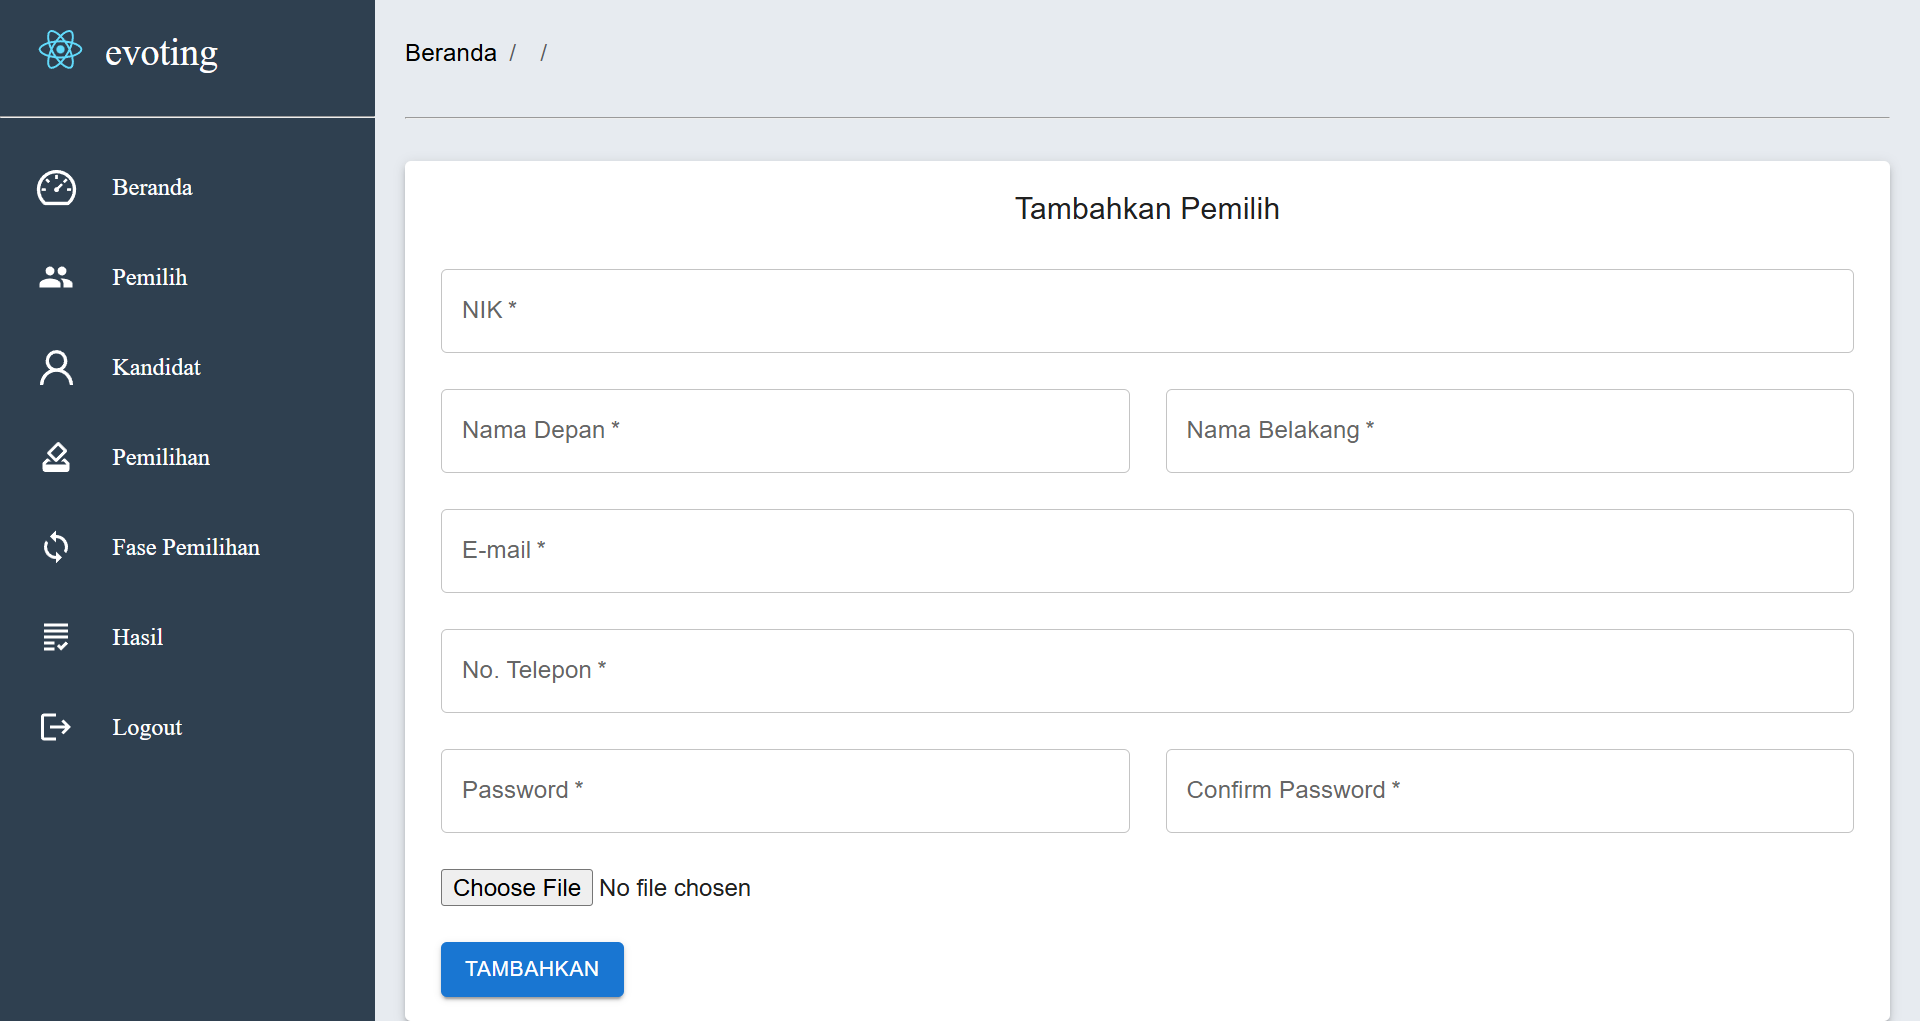 evoting
Beranda / /
Beranda
Pemilih
Kandidat
Pemilihan
Fase Pemilihan
Hasil
Logout
Tambahkan Pemilih
NIK *
Nama Depan *
Nama Belakang *
E-mail *
No. Telepon *
Password *
Confirm Password *
Choose File No file chosen
TAMBAHKAN